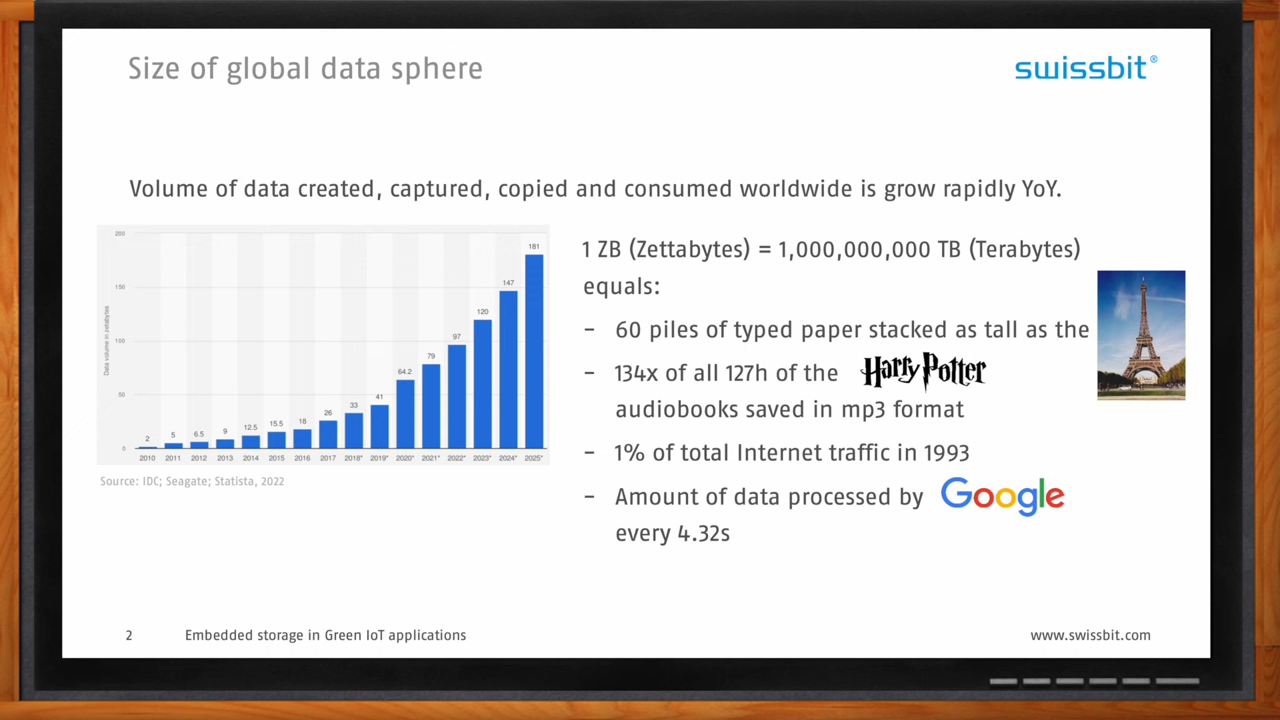 Size of global data sphere
swissbit®
Volume of data created, captured, copied and consumed worldwide is grow rapidly YoY.
200
150
100
50
0
Data volume in zetabytes
2
5
6.5
9
12.5
15.5
18
26
33
41
64.2
79
97
120
147
181
2010 2011 2012 2013 2014 2015 2016 2017 2018* 2019* 2020* 2021* 2022* 2023* 2024* 2025*
Source: IDC; Seagate; Statista, 2022
1 ZB (Zettabytes) = 1,000,000,000 TB (Terabytes)
equals:
– 60 piles of typed paper stacked as tall as the
– 134x of all 127h of the Harry Potter
audiobooks saved in mp3 format
– 1% of total Internet traffic in 1993
– Amount of data processed by Google
every 4.32s
2 Embedded storage in Green IoT applications www.swissbit.com